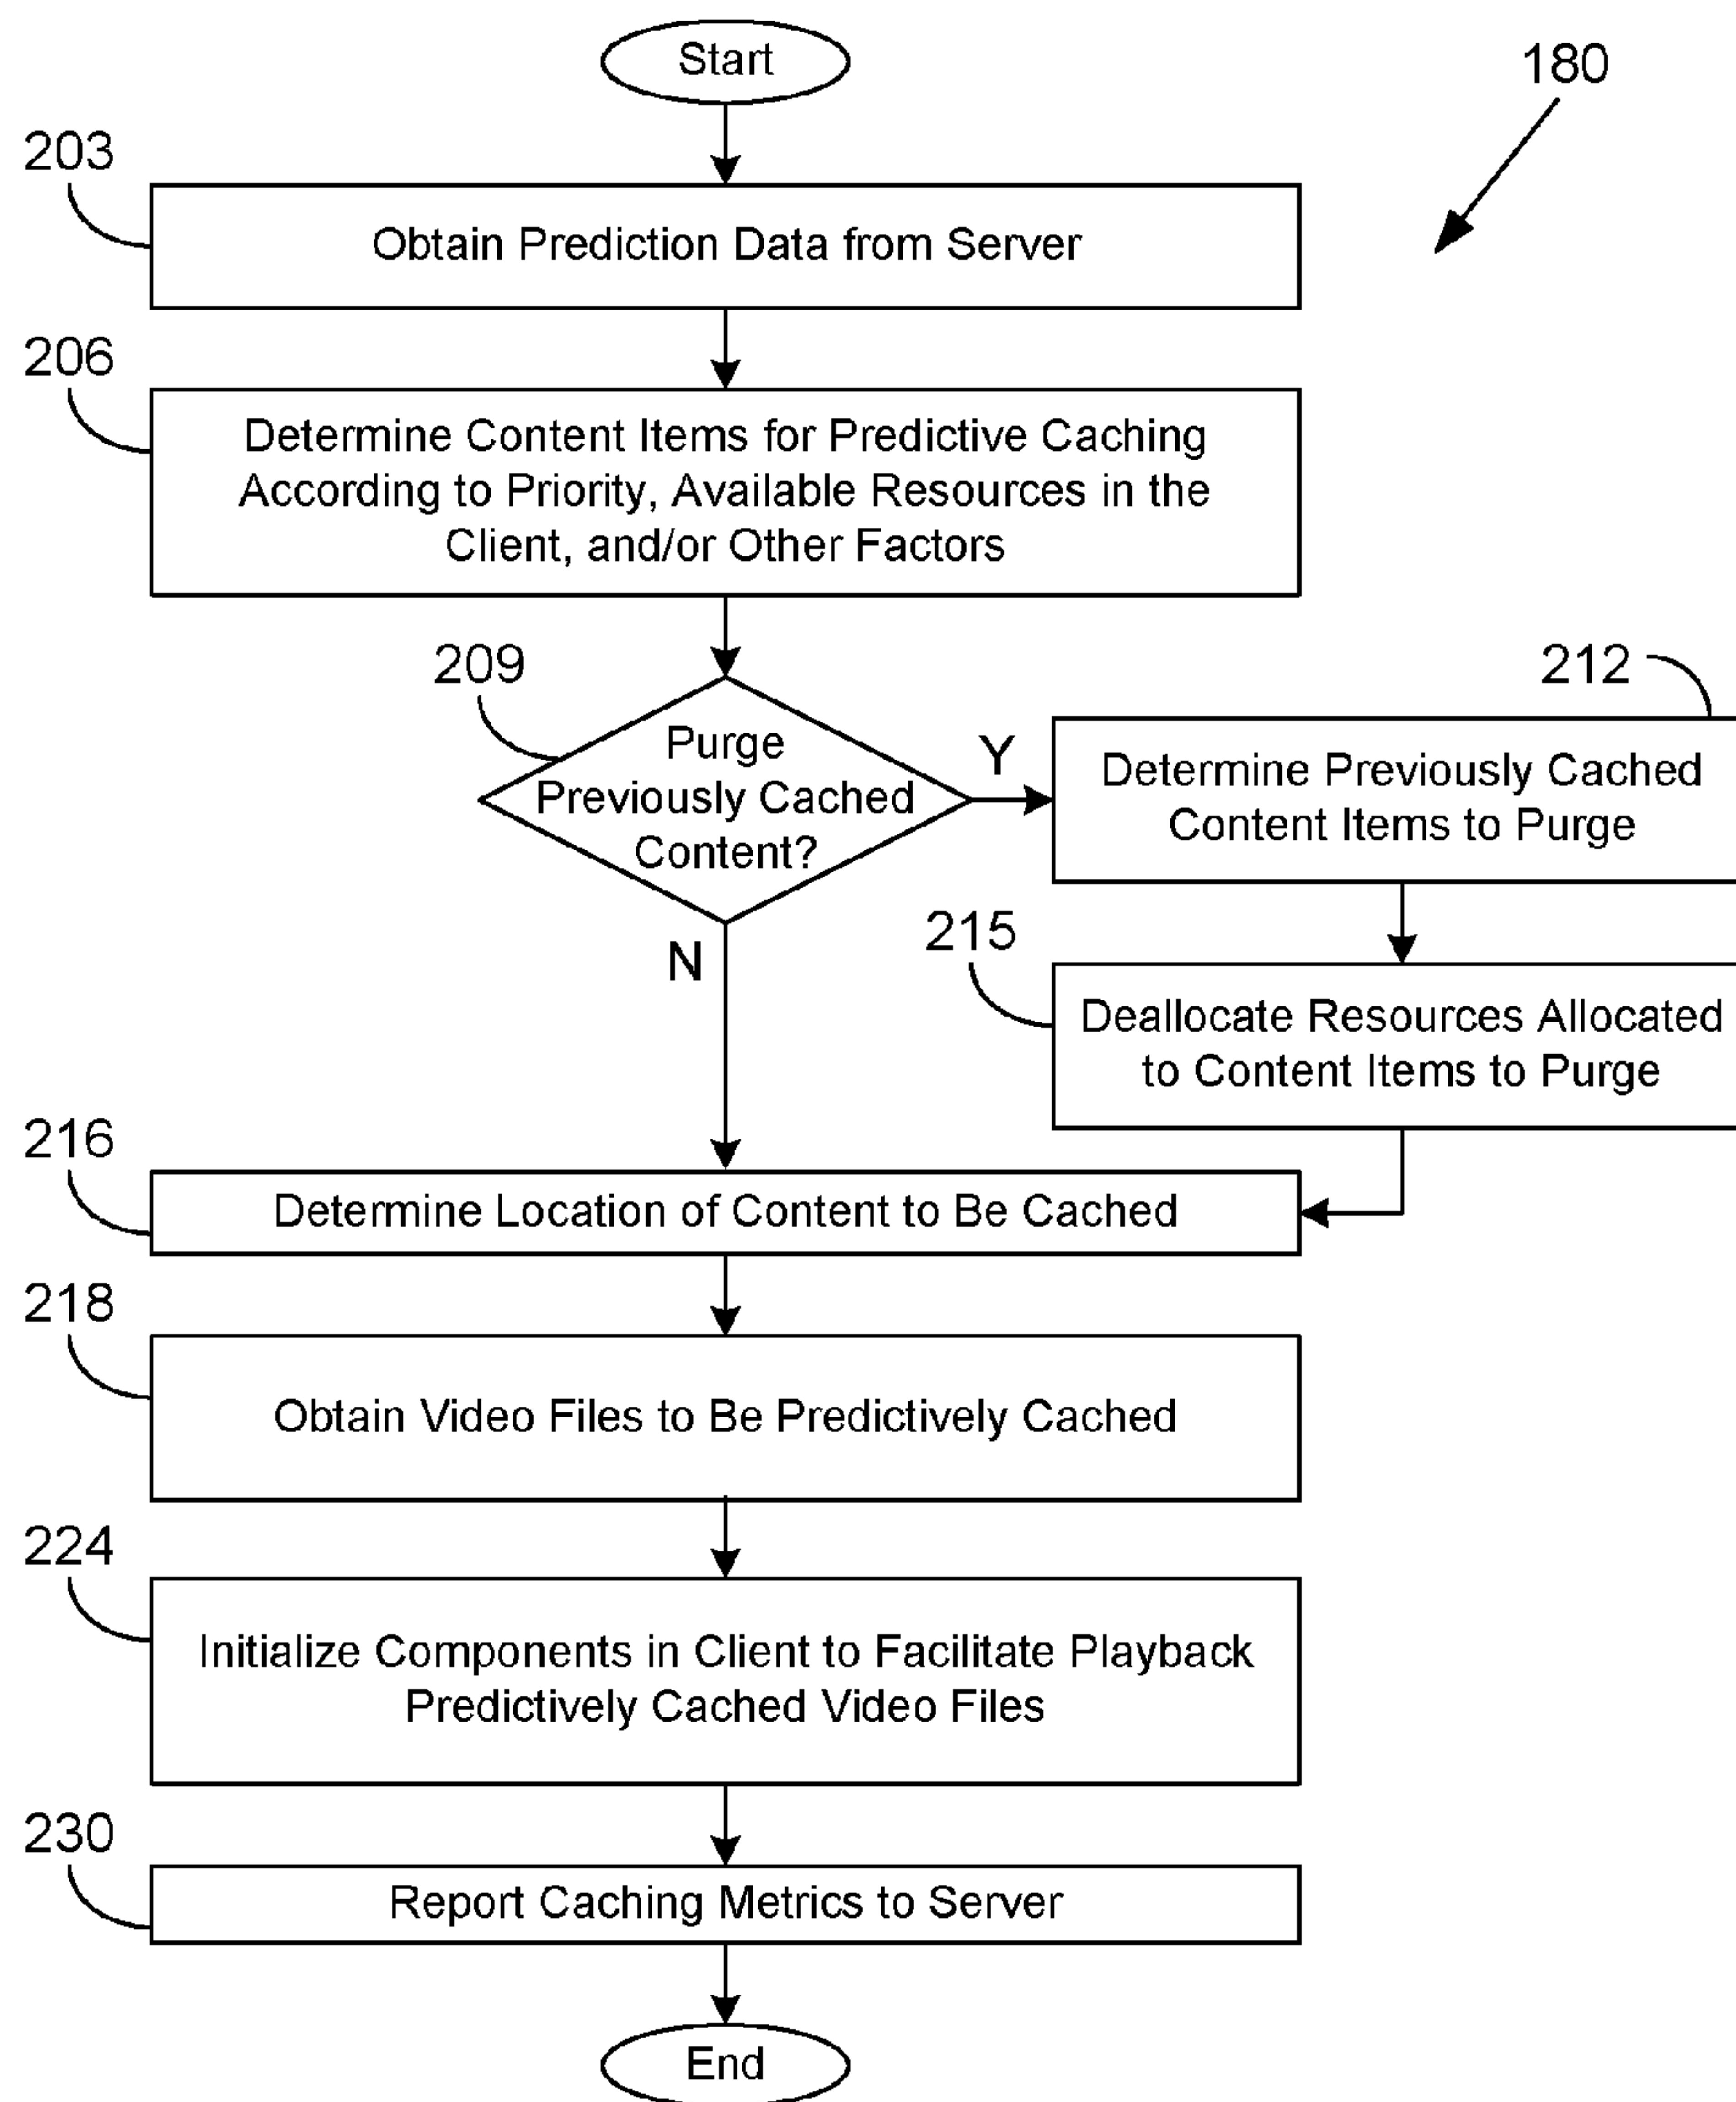 Start
180
203
Obtain Prediction Data from Server
206
Determine Content Items for Predictive Caching
According to Priority, Available Resources in the
Client, and/or Other Factors
209
Purge
Previously Cached
Content?
Y
N
212
Determine Previously Cached
Content Items to Purge
215
Deallocate Resources Allocated
to Content Items to Purge
216
Determine Location of Content to Be Cached
218
Obtain Video Files to Be Predictively Cached
224
Initialize Components in Client to Facilitate Playback
Predictively Cached Video Files
230
Report Caching Metrics to Server
End